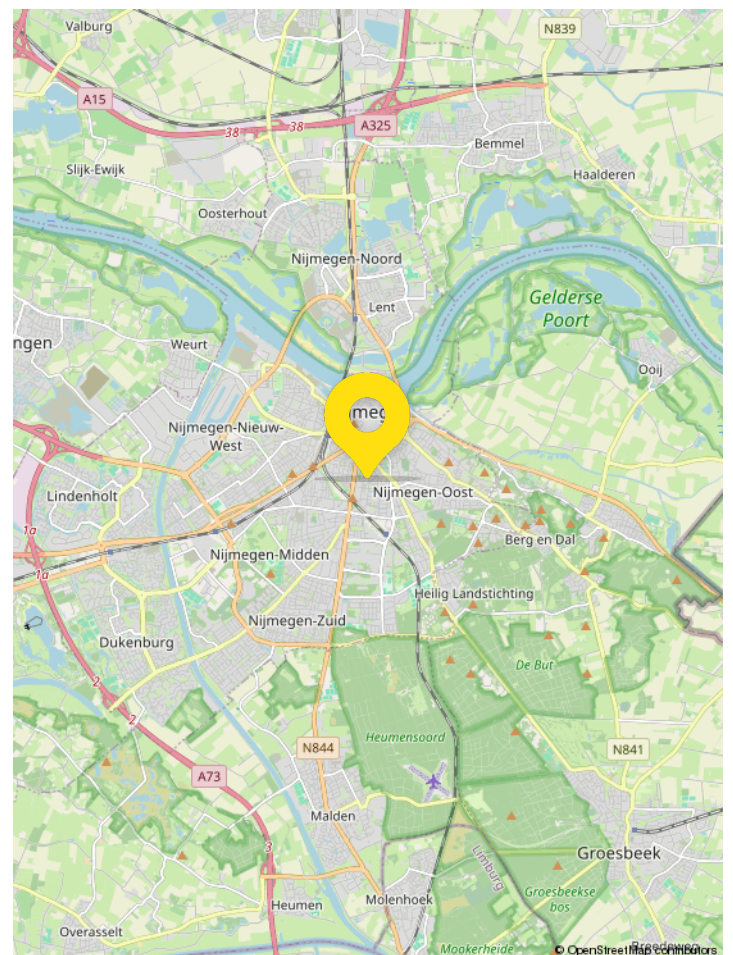 Valburg
N839
A15
38
38
A325
Bemmel
Slijk-Ewijk
Haalderen
Oosterhout
Nijmegen-Noord
Gelderse
Poort
Lent
ngen
Weurt
Ooij
meg
Nijmegen-Nieuw-
West
Lindenholt
Nijmegen-Oost
1a
Berg en Dal
Nijmegen-Midden
1a
Heilig Landstichting
Nijmegen-Zuid
Dukenburg
De But
2
2
Heumensoord
N844
N841
A73
Malden
3
Groesbeek
Limburg
Heumen
Molenhoek
Groesbeekse
bos
Overasselt
Mookerheide
© OpenStreetMap contributors